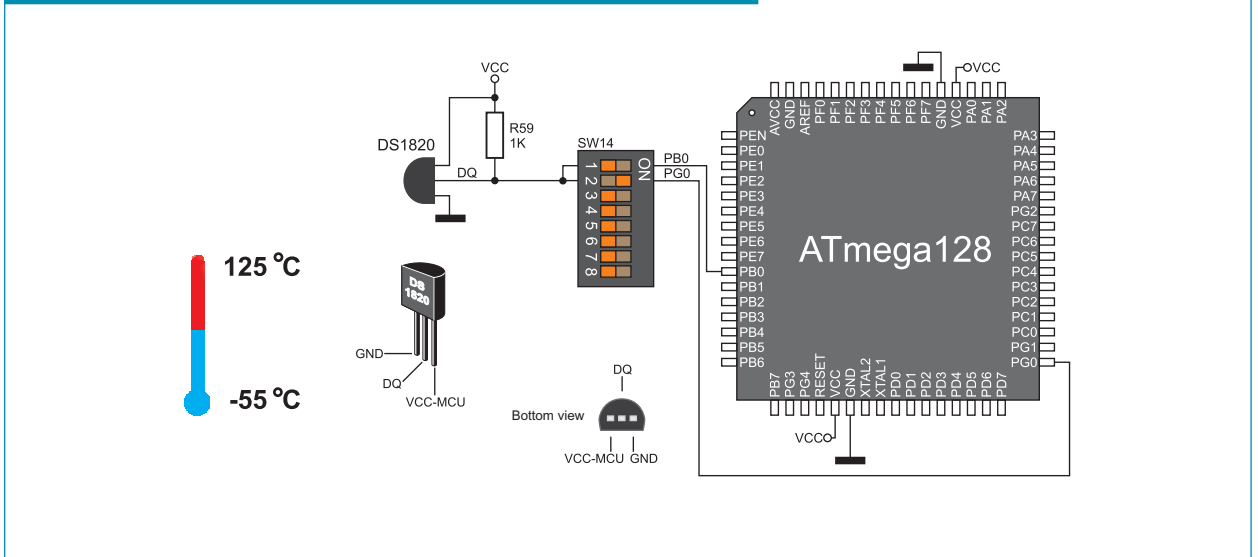 VCC
DS1820
R59
1K
DQ
SW14
ON
1
2
3
4
5
6
7
8
PB0
PG0
VCC
AVCC
GND
AREF
PF0
PF1
PF2
PF3
PF4
PF5
PF6
PF7
GND
VCC
PA0
PA1
PA2
PEN
PE0
PE1
PE2
PE3
PE4
PE5
PE6
PE7
PB0
PB1
PB2
PB3
PB4
PB5
PB6
ATmega128
PA3
PA4
PA5
PA6
PA7
PG2
PC7
PC6
PC5
PC4
PC3
PC2
PC1
PC0
PG1
PG0
PB7
PG3
PG4
RESET
VCC
GND
XTAL2
XTAL1
PD0
PD1
PD2
PD3
PD4
PD5
PD6
PD7
VCC
125 °C
-55 °C
DS
1820
GND
DQ
VCC-MCU
DQ
Bottom view
VCC-MCU GND